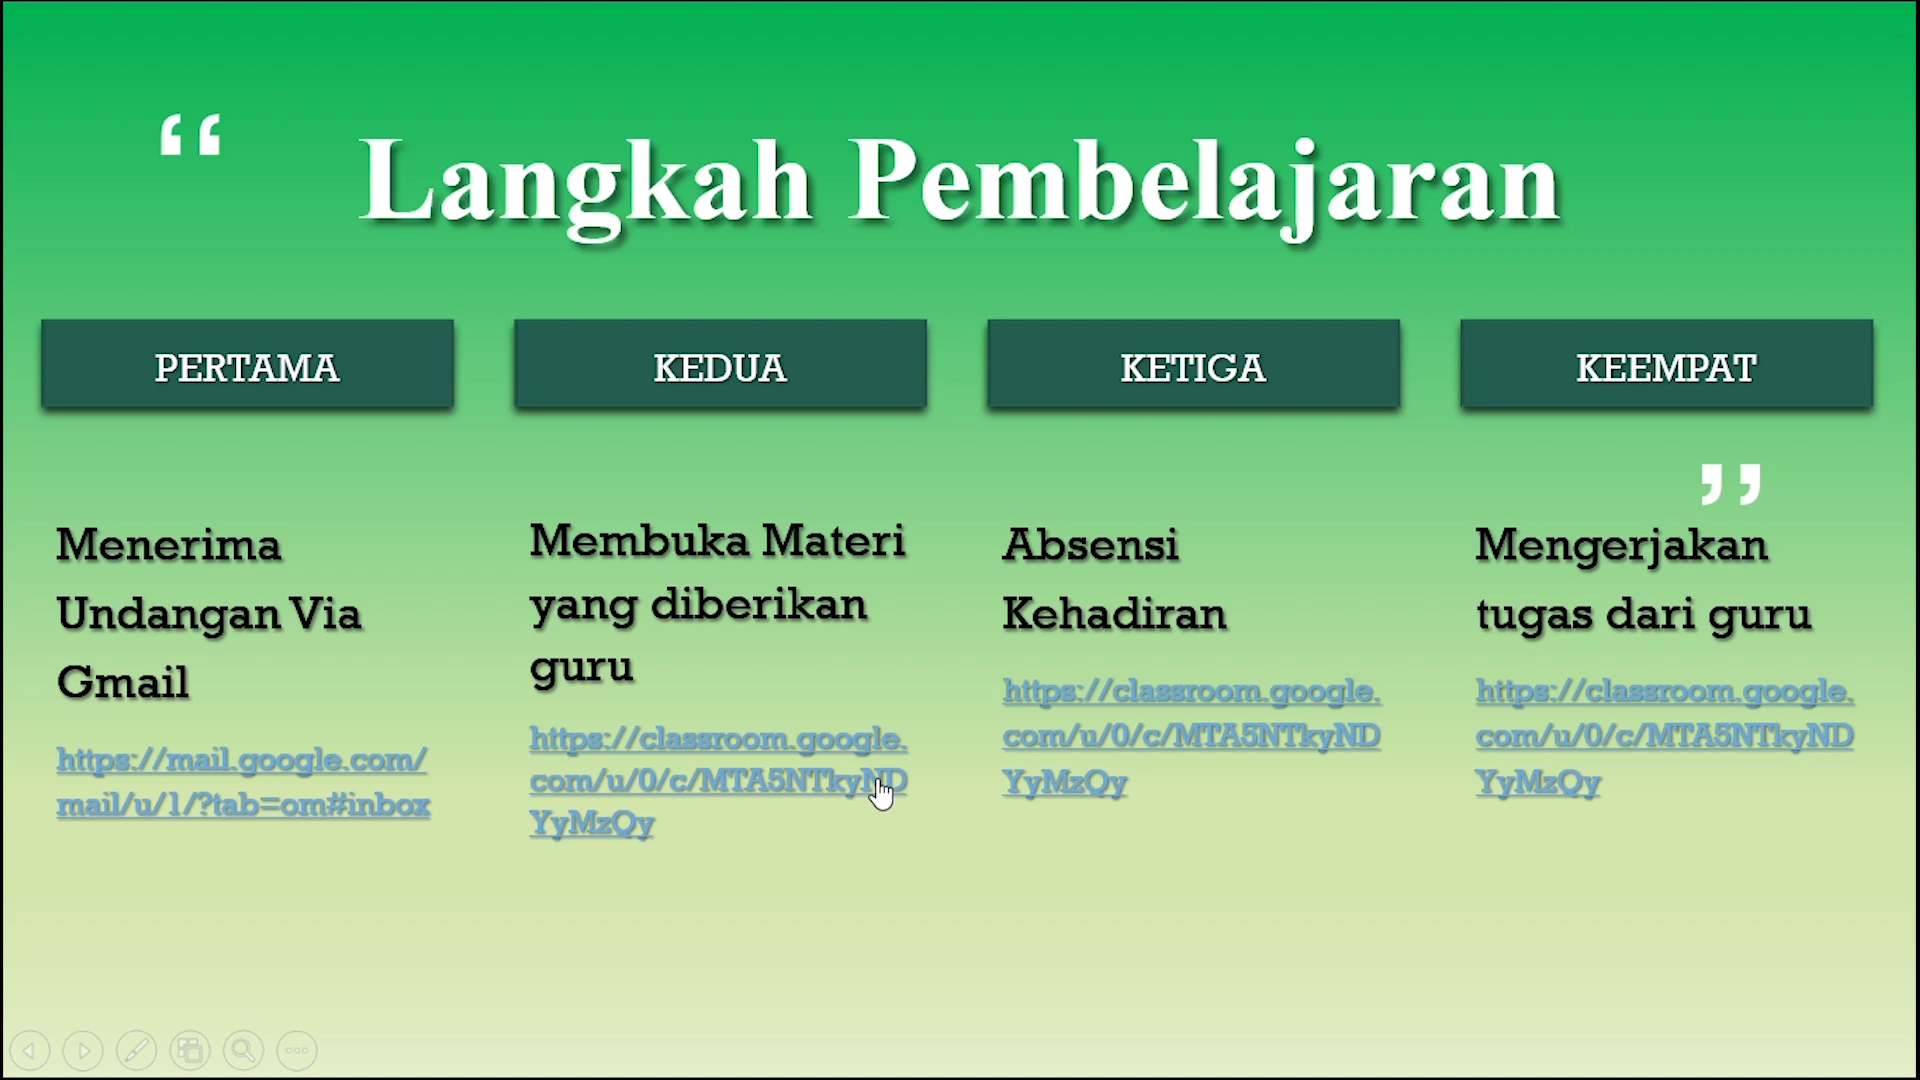 “
Langkah Pembelajaran
PERTAMA
Menerima
Undangan Via
Gmail
https://mail.google.com/
mail/u/1/?tab=om#inbox
KEDUA
Membuka Materi
yang diberikan
guru
https://classroom.google.
com/u/0/c/MTA5NTkyND
YyMzQy
KETIGA
Absensi
Kehadiran
https://classroom.google.
com/u/0/c/MTA5NTkyND
YyMzQy
KEEMPAT
”
Mengerjakan
tugas dari guru
https://classroom.google.
com/u/0/c/MTA5NTkyND
YyMzQy